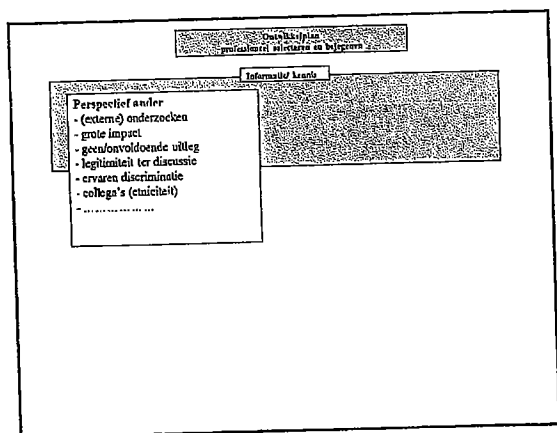 Ontwikkelplan
professioneel selecteren en bejegenen
Informatie/ kennis
Perspectief ander
- (externe) onderzoeken
- grote impact
- geen/onvoldoende uitleg
- legitimiteit ter discussie
- ervaren discriminatie
- collega's (etniciteit)
- ..................